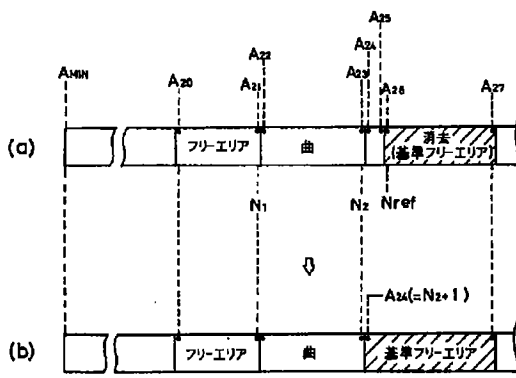 A25
A24
A22
AMIN
A20
A21
A23
A26
A27
(a)
フリーエリア
曲
消去
(基準フリーエリア)
N1
N2
Nref
⇩
A24(=N2+1)
(b)
フリーエリア
曲
基準フリーエリア